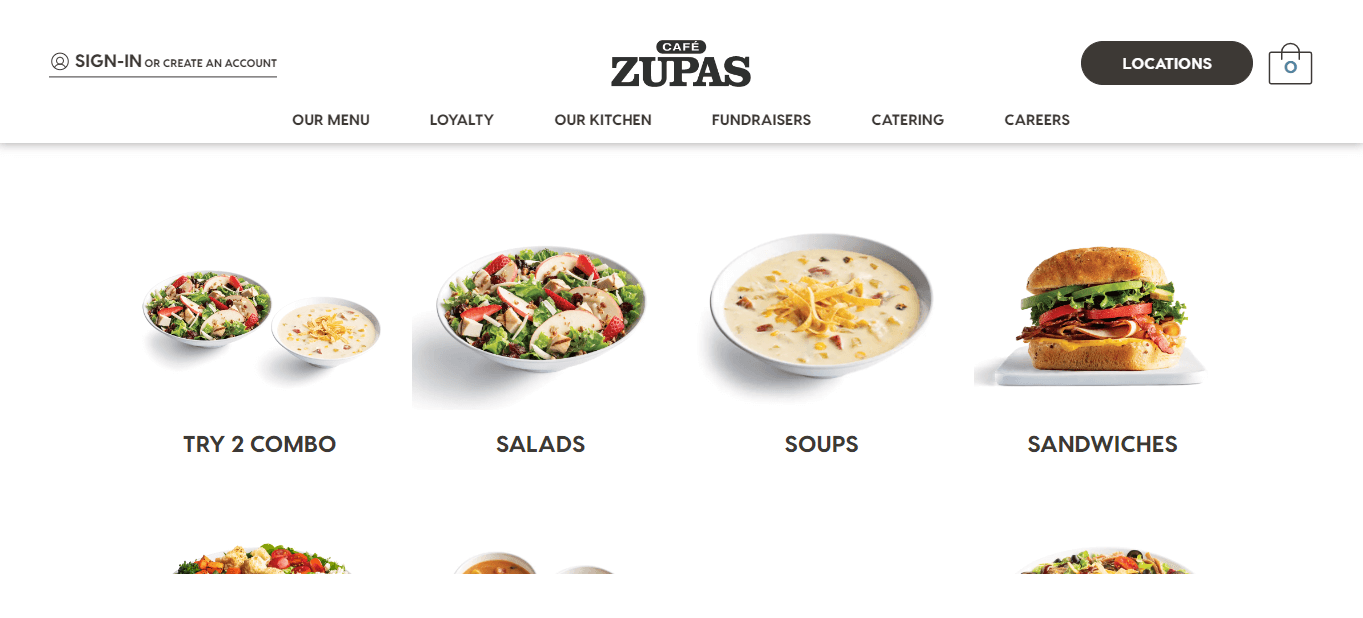 SIGN-IN OR CREATE AN ACCOUNT
CAFÉ
ZUPAS
LOCATIONS
0
OUR MENU LOYALTY OUR KITCHEN FUNDRAISERS CATERING CAREERS
TRY 2 COMBO SALADS SOUPS SANDWICHES